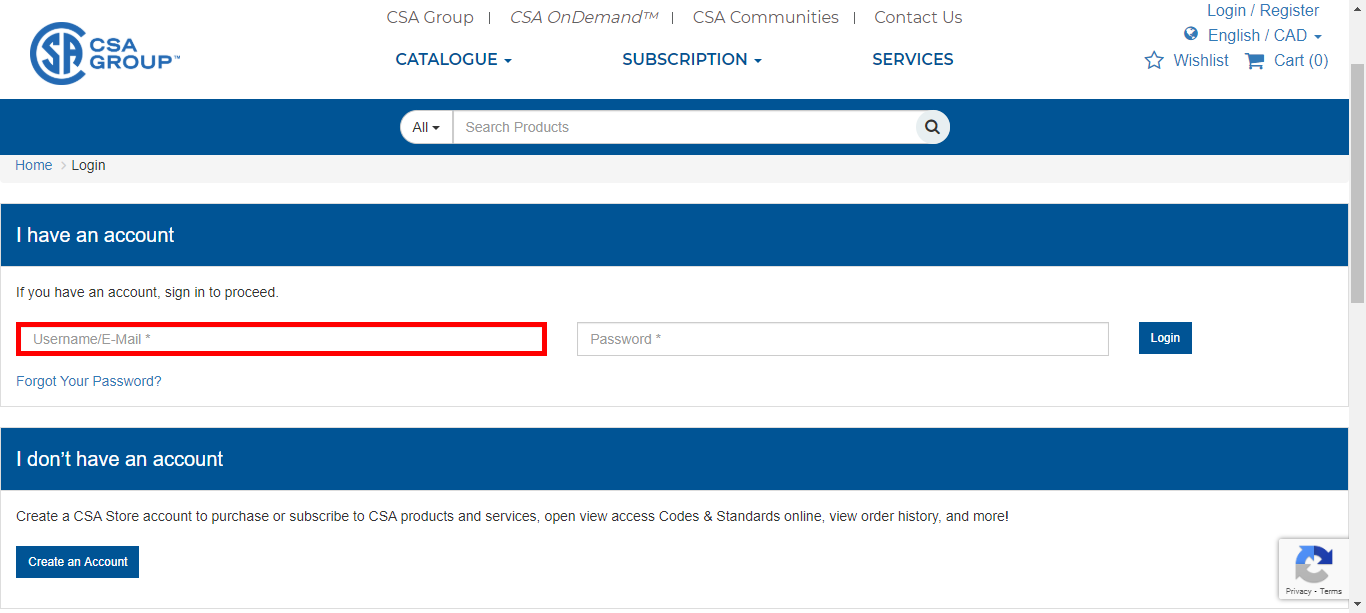 CSA Group | CSA OnDemand™ | CSA Communities | Contact Us
Login / Register
English / CAD
CSA GROUP™
CATALOGUE SUBSCRIPTION SERVICES
Wishlist Cart (0)
All Search Products
Home > Login
I have an account
If you have an account, sign in to proceed.
Username/E-Mail * Password * Login
Forgot Your Password?
I don’t have an account
Create a CSA Store account to purchase or subscribe to CSA products and services, open view access Codes & Standards online, view order history, and more!
Create an Account
Privacy - Terms